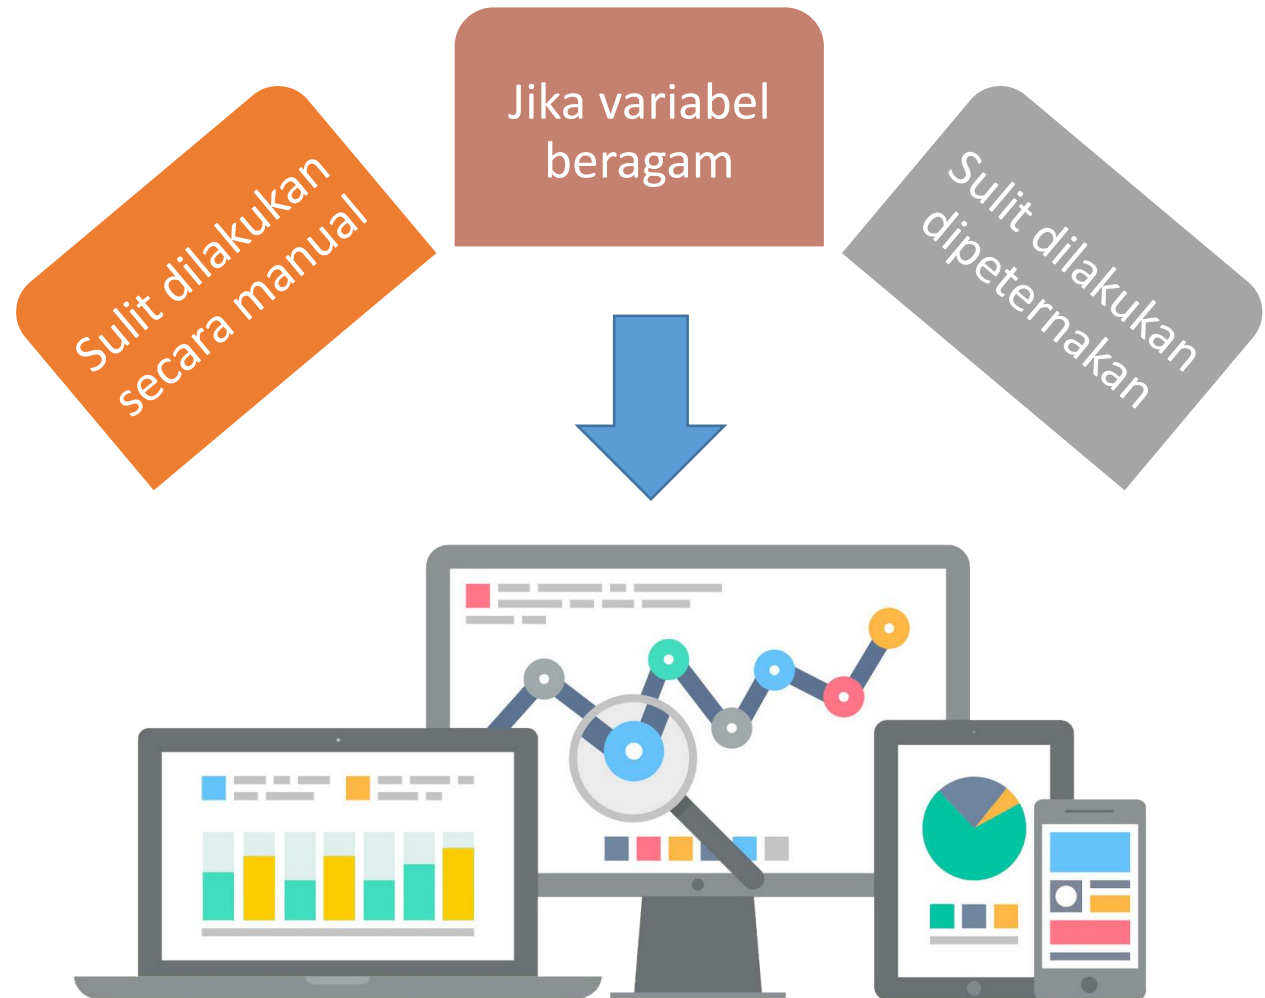 Sulit dilakukan
secara manual
Jika variabel
beragam
Sulit dilakukan
dipeternakan